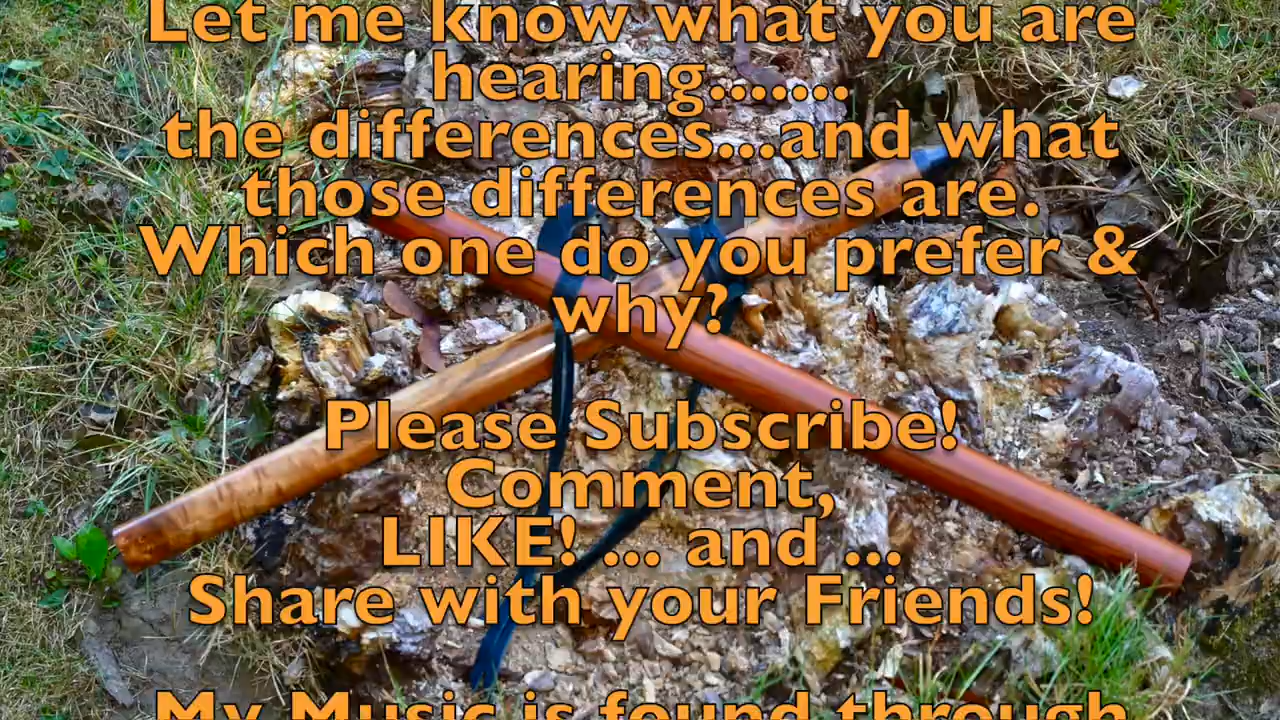 Let me know what you are
hearing.......
the differences...and what
those differences are.
Which one do you prefer &
why?
Please Subscribe!
Comment,
LIKE! ... and ...
Share with your Friends!
My Music is found through